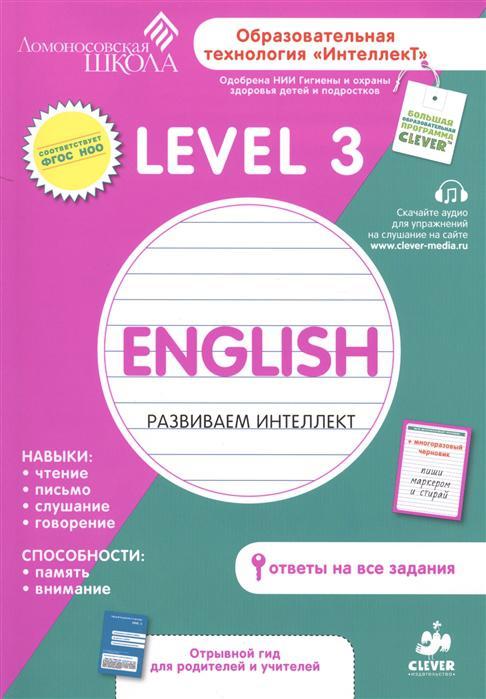 Ломоносовская
ШКОЛА
Образовательная
технология «ИнтеллекТ»
Одобрена НИИ Гигиены и охраны
здоровья детей и подростков
СООТВЕТСТВУЕТ
ФГОС НОО
БОЛЬШАЯ
ОБРАЗОВАТЕЛЬНАЯ
ПРОГРАММА
CLEVER™
LEVEL 3
Скачайте аудио
для упражнений
на слушание на сайте
www.clever-media.ru
ENGLISH
РАЗВИВАЕМ ИНТЕЛЛЕКТ
+ многоразовый
черновик
пиши
маркером
и стирай
НАВЫКИ:
• чтение
• письмо
• слушание
• говорение
СПОСОБНОСТИ:
• память
• внимание
ответы на все задания
Отрывной гид
для родителей и учителей
CLEVER
издательство